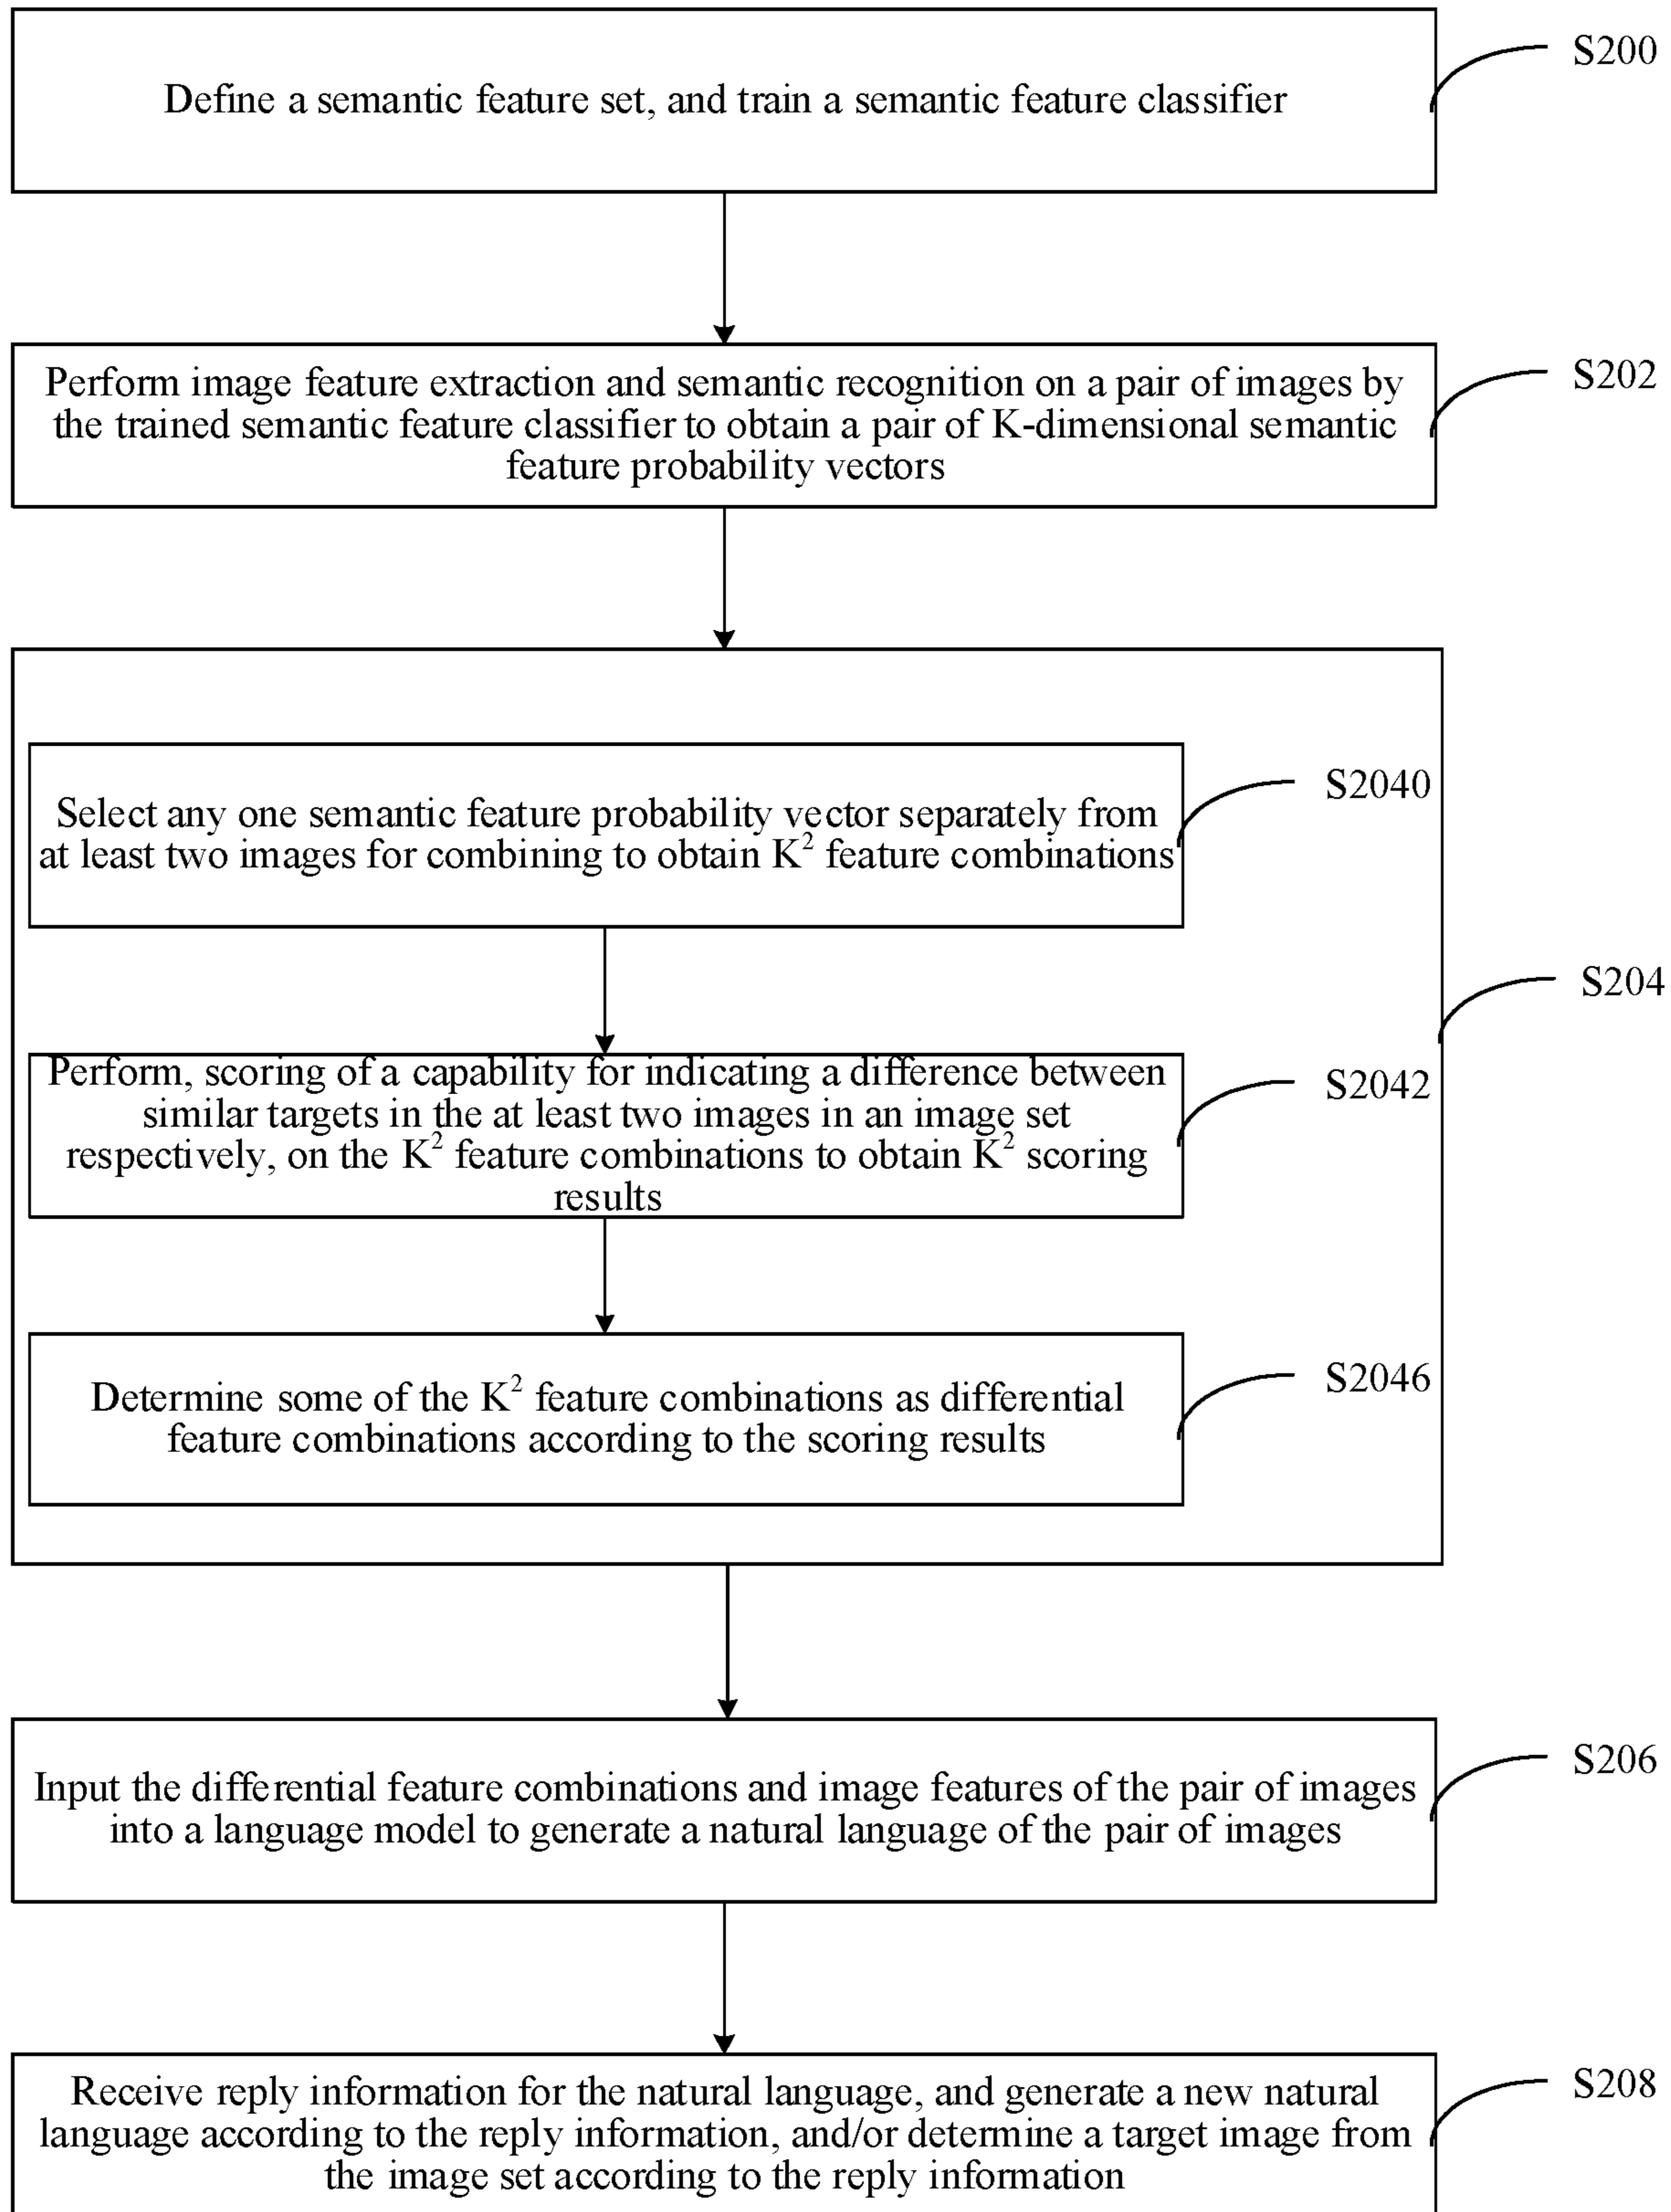 Define a semantic feature set, and train a semantic feature classifier
S200
Perform image feature extraction and semantic recognition on a pair of images by
the trained semantic feature classifier to obtain a pair of K-dimensional semantic
feature probability vectors
S202
Select any one semantic feature probability vector separately from
at least two images for combining to obtain K² feature combinations
S2040
Perform, scoring of a capability for indicating a difference between
similar targets in the at least two images in an image set
respectively, on the K² feature combinations to obtain K² scoring
results
S2042
Determine some of the K² feature combinations as differential
feature combinations according to the scoring results
S2046
S204
Input the differential feature combinations and image features of the pair of images
into a language model to generate a natural language of the pair of images
S206
Receive reply information for the natural language, and generate a new natural
language according to the reply information, and/or determine a target image from
the image set according to the reply information
S208